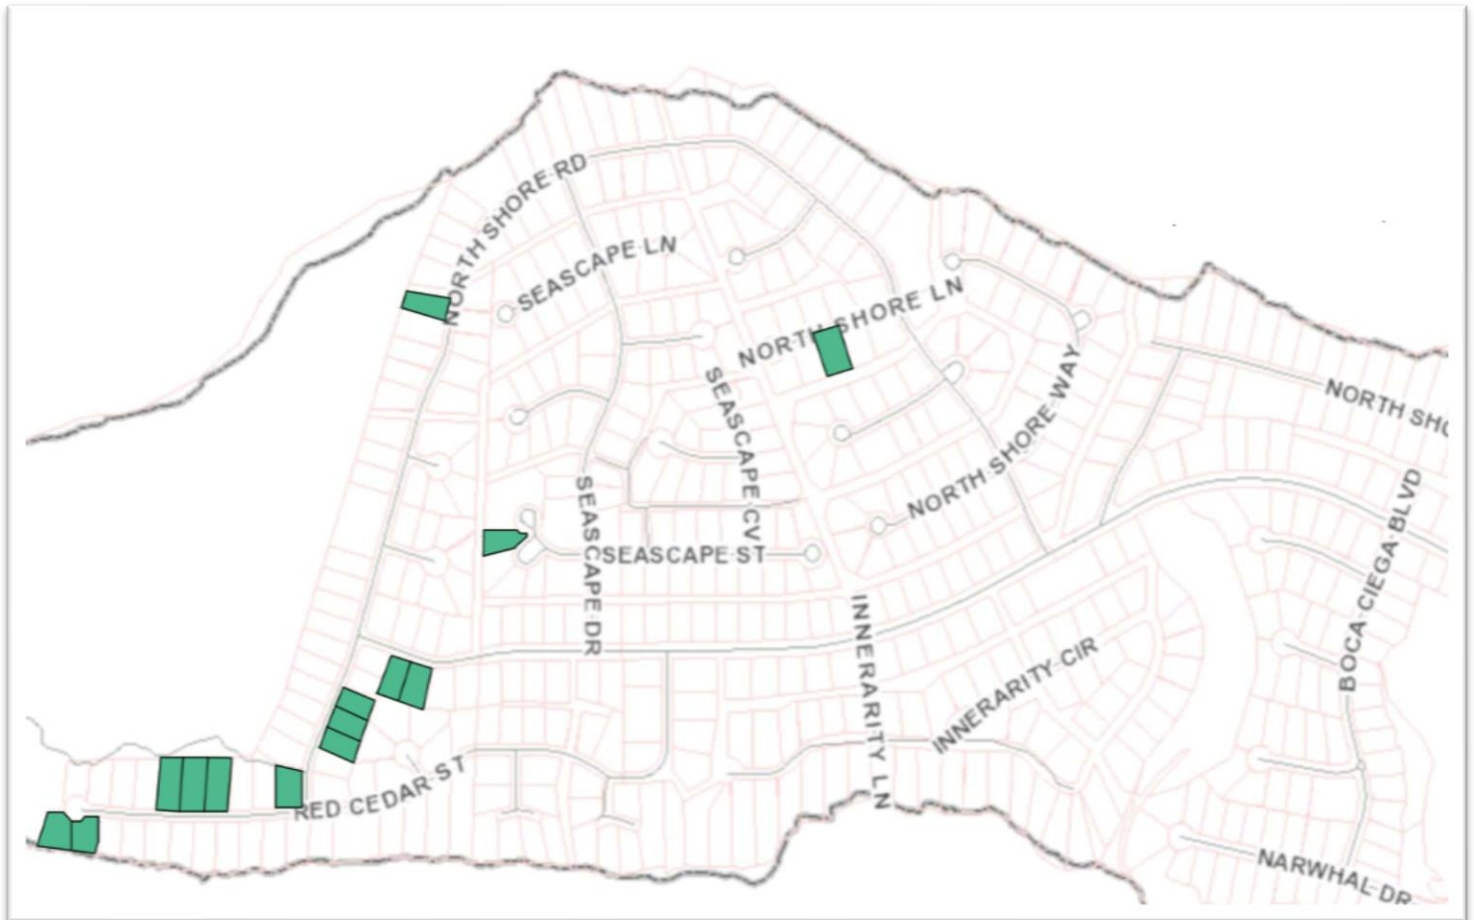 NORTH SHORE RD
SEASCAPE LN
NORTH SHORE LN
NORTH SHORE WAY
NORTH SHO
SEASCAPE CV
SEASCAPE DR
SEASCAPE ST
BOCA CIEGA BLVD
INNERARITY LN
INNERARITY CIR
RED CEDAR ST
NARWHAL DR